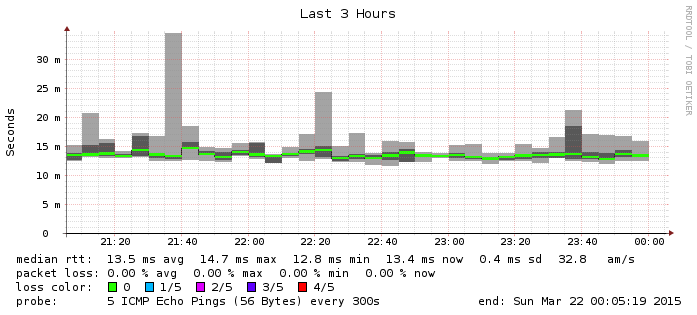 Last 3 Hours
RRDTOOL / TOBI OETIKER
Seconds
30 m
25 m
20 m
15 m
10 m
5 m
0
21:20 21:40 22:00 22:20 22:40 23:00 23:20 23:40 00:00
median rtt: 13.5 ms avg 14.7 ms max 12.8 ms min 13.4 ms now 0.4 ms sd 32.8 am/s
packet loss: 0.00 % avg 0.00 % max 0.00 % min 0.00 % now
loss color: 0 1/5 2/5 3/5 4/5
probe: 5 ICMP Echo Pings (56 Bytes) every 300s end: Sun Mar 22 00:05:19 2015